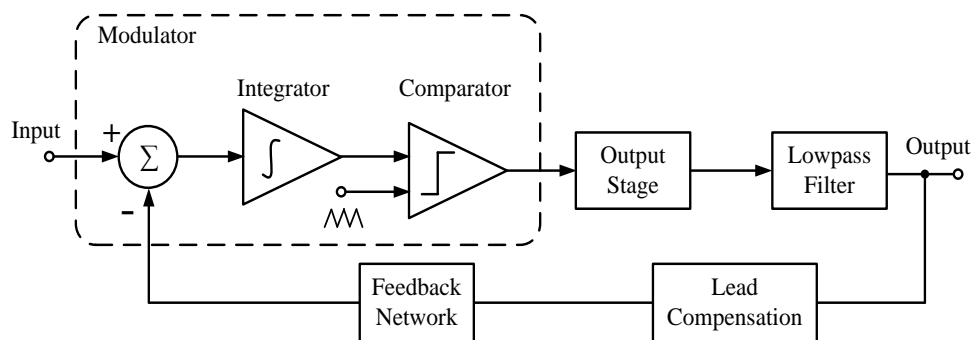 Modulator
Integrator
Comparator
Input
+
Σ
∫
-
Output
Stage
Lowpass
Filter
Output
Feedback
Network
Lead
Compensation